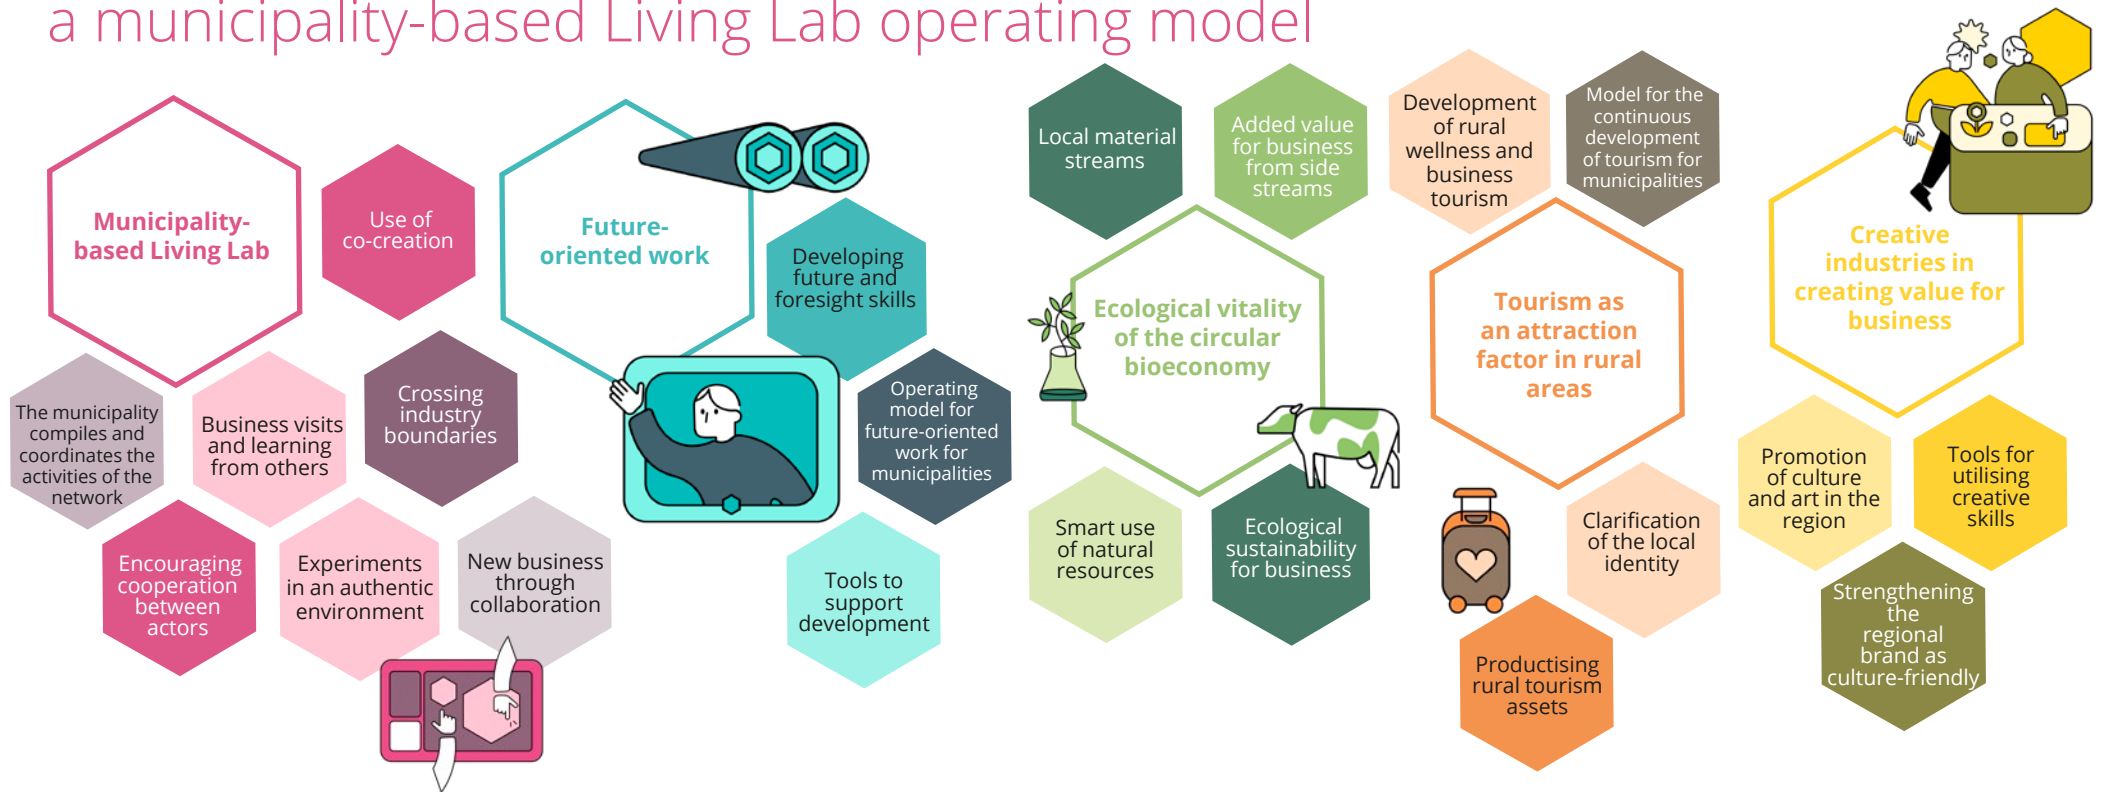 a municipality-based Living Lab operating model
Municipality-
based Living Lab
Use of
co-creation
The municipality
compiles and
coordinates the
activities of the
network
Business visits
and learning
from others
Crossing
industry
boundaries
Encouraging
cooperation
between
actors
Experiments
in an authentic
environment
New business
through
collaboration
Future-
oriented work
Developing
future and
foresight skills
Operating
model for
future-oriented
work for
municipalities
Tools to
support
development
Local material
streams
Added value
for business
from side
streams
Ecological vitality
of the circular
bioeconomy
Smart use
of natural
resources
Ecological
sustainability
for business
Development
of rural
wellness and
business
tourism
Model for the
continuous
development
of tourism for
municipalities
Tourism as
an attraction
factor in rural
areas
Clarification
of the local
identity
Productising
rural tourism
assets
Creative
industries in
creating value for
business
Promotion
of culture
and art in the
region
Tools for
utilising
creative
skills
Strengthening
the
regional
brand as
culture-friendly